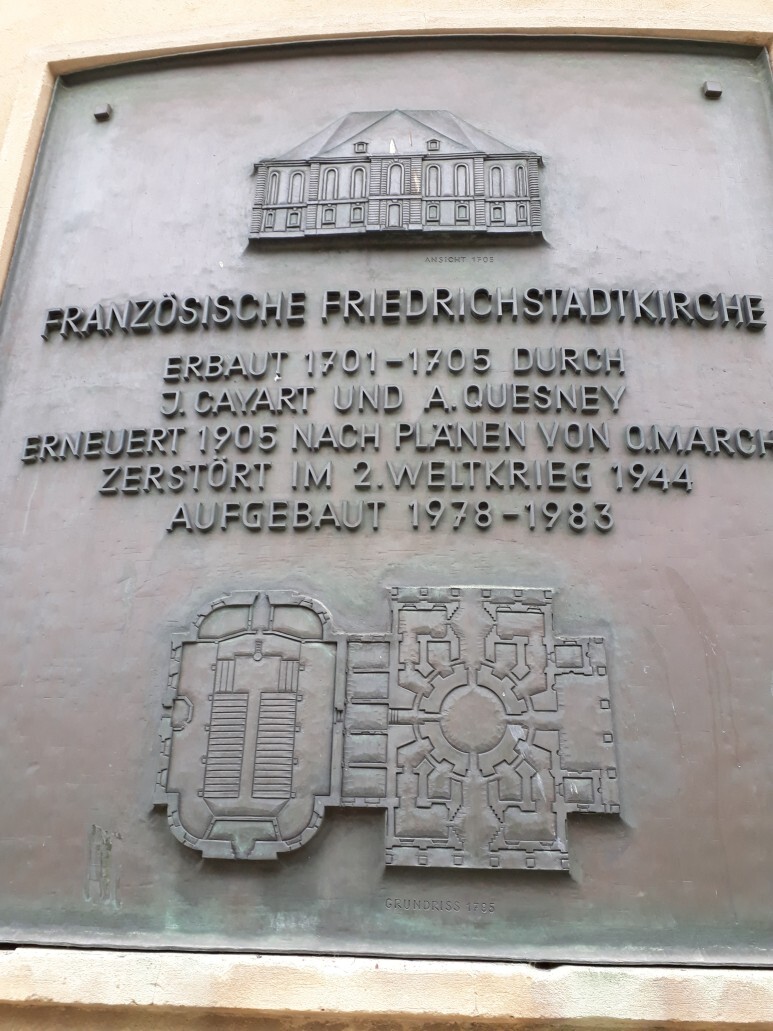 ANSICHT 1705
FRANZÖSISCHE FRIEDRICHSTADTKIRCHE
ERBAUT 1701-1705 DURCH
J. CAYART UND A. QUESNEY
ERNEUERT 1905 NACH PLÄNEN VON O. MARCH
ZERSTÖRT IM 2. WELTKRIEG 1944
AUFGEBAUT 1978-1983
GRUNDRISS 1785